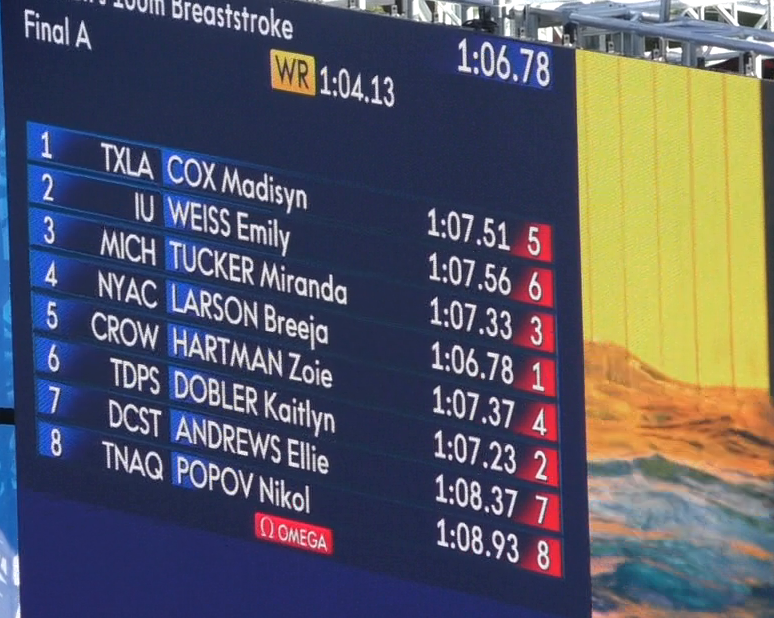 100m Breaststroke
Final A
1:06.78
WR 1:04.13
1 TXLA COX Madisyn 1:07.51 5
2 IU WEISS Emily 1:07.56 6
3 MICH TUCKER Miranda 1:07.33 3
4 NYAC LARSON Breeja 1:06.78 1
5 CROW HARTMAN Zoie 1:07.37 4
6 TDPS DOBLER Kaitlyn 1:07.23 2
7 DCST ANDREWS Ellie 1:08.37 7
8 TNAQ POPOV Nikol 1:08.93 8
Ω OMEGA